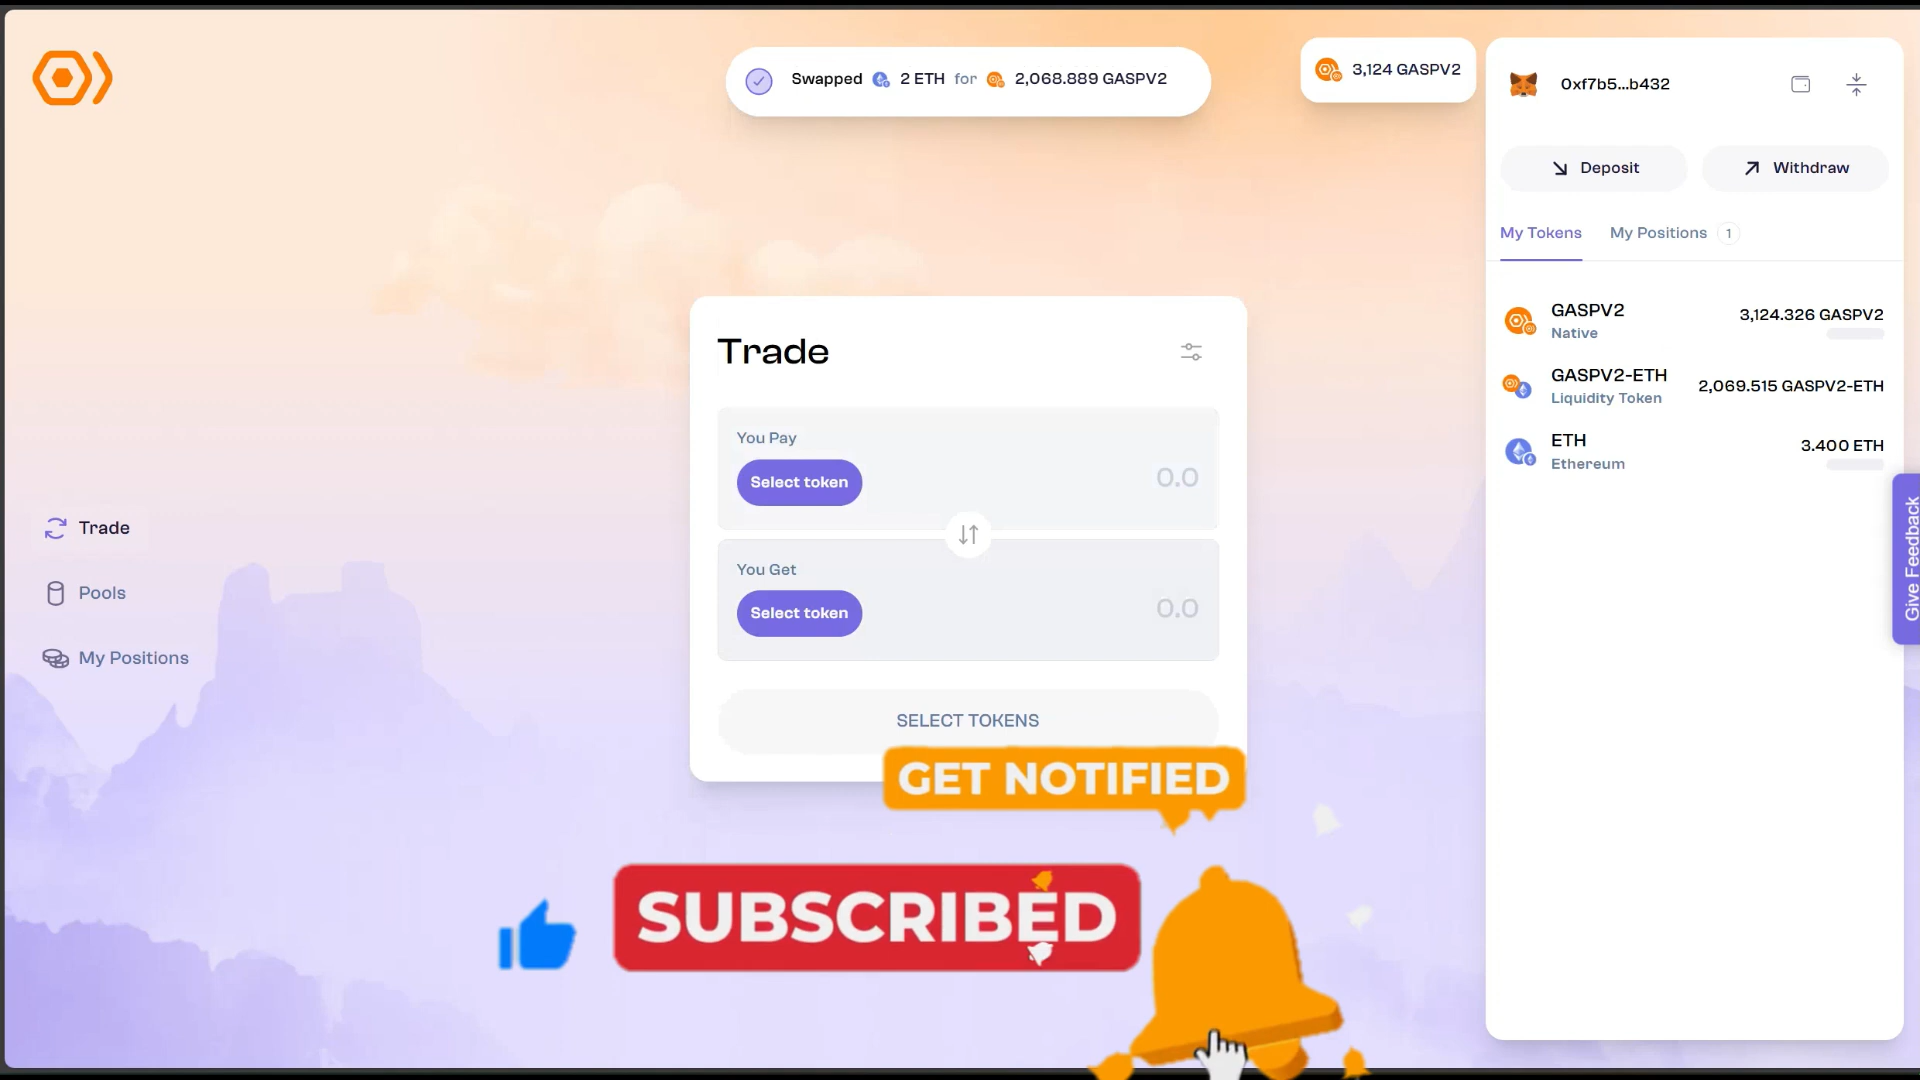 Swapped 2 ETH for 2,068.889 GASPV2
3,124 GASPV2
0xf7b5...b432
Deposit
Withdraw
My Tokens
My Positions 1
GASPV2
Native
3,124.326 GASPV2
GASPV2-ETH
Liquidity Token
2,069.515 GASPV2-ETH
ETH
Ethereum
3.400 ETH
Trade
Pools
My Positions
Trade
You Pay
Select token
0.0
You Get
Select token
0.0
SELECT TOKENS
Give Feedback
GET NOTIFIED
SUBSCRIBED